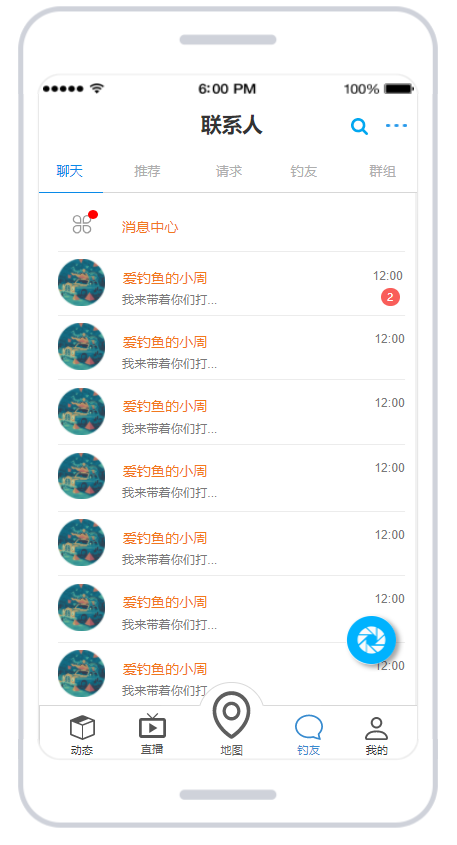 6:00 PM 100%
联系人
聊天 推荐 请求 钓友 群组
消息中心
爱钓鱼的小周 12:00
我来带着你们打... 2
爱钓鱼的小周 12:00
我来带着你们打...
爱钓鱼的小周 12:00
我来带着你们打...
爱钓鱼的小周 12:00
我来带着你们打...
爱钓鱼的小周 12:00
我来带着你们打...
爱钓鱼的小周 12:00
我来带着你们打...
爱钓鱼的小周 12:00
我来带着你们打...
动态 直播 地图 钓友 我的